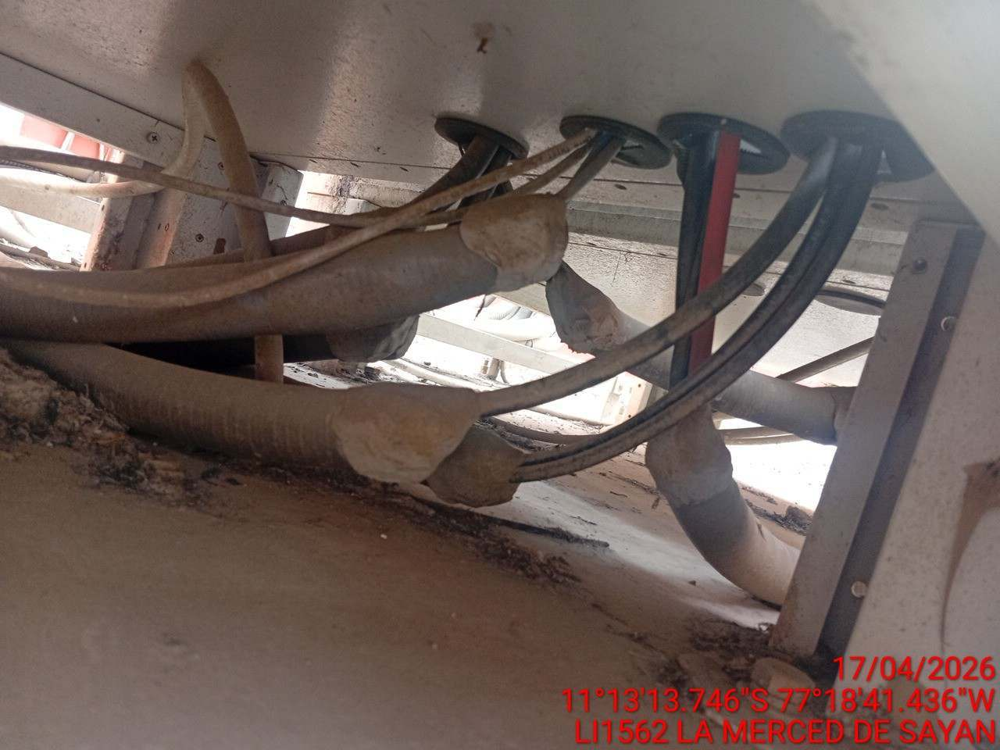 17/04/2026
11°13'13.746"S 77°18'41.436"W
LI1562 LA MERCED DE SAYAN